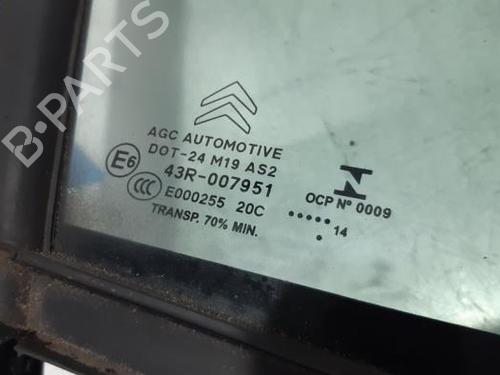 B-PARTS
AGC AUTOMOTIVE
DOT-24 M19 AS2
E6 43R-007951
CCC E000255 20C
TRANSP. 70% MIN.
OCP Nº 0009
..... 14
.